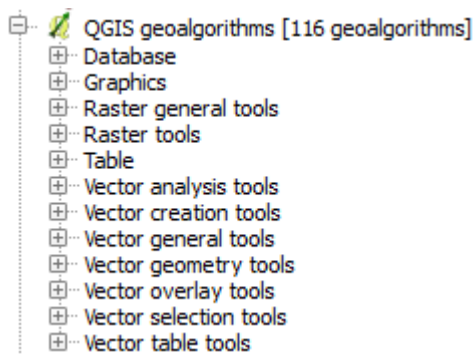 QGIS geoalgorithms [116 geoalgorithms]
Database
Graphics
Raster general tools
Raster tools
Table
Vector analysis tools
Vector creation tools
Vector general tools
Vector geometry tools
Vector overlay tools
Vector selection tools
Vector table tools